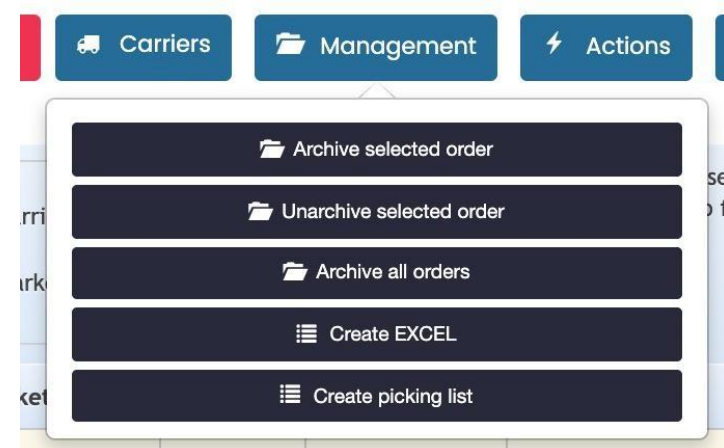 Carriers
Management
Actions
Archive selected order
Unarchive selected order
Archive all orders
Create EXCEL
Create picking list